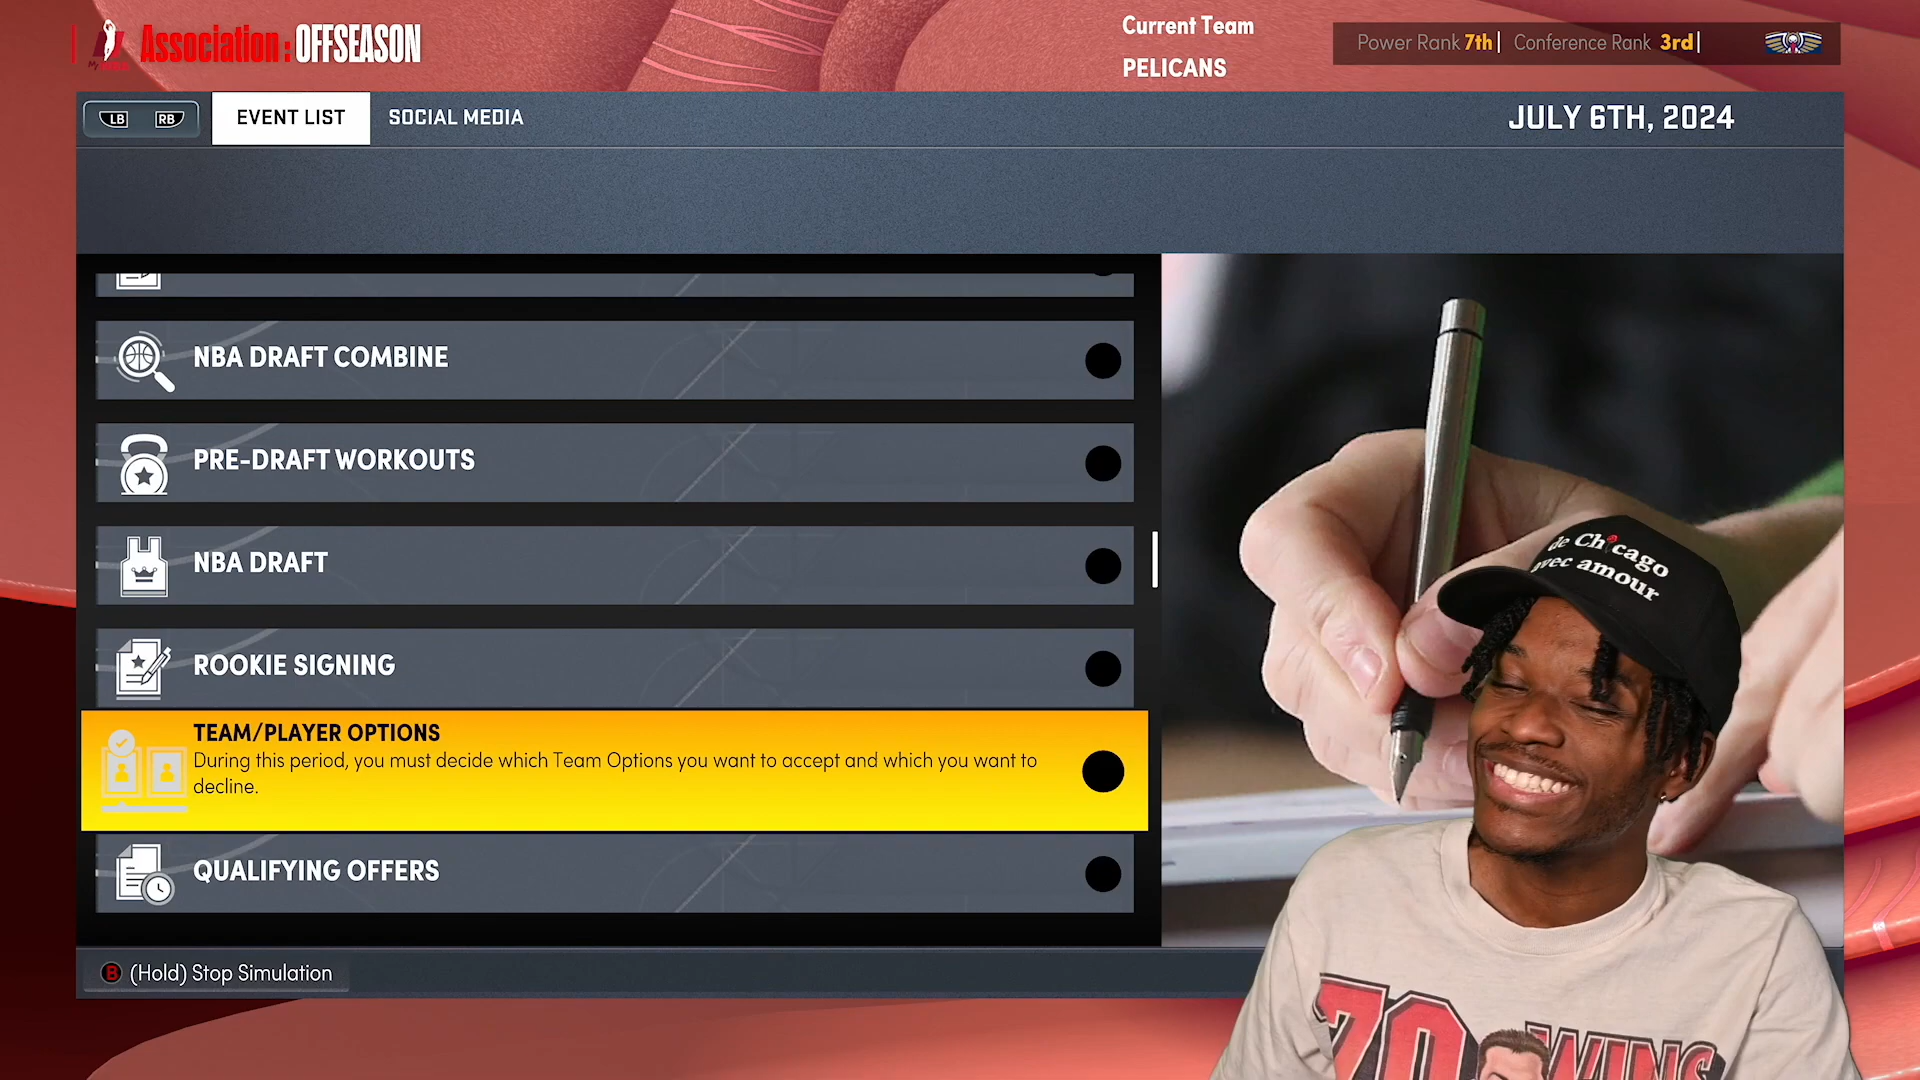 Association : OFFSEASON
Current Team
PELICANS
Power Rank 7th| Conference Rank 3rd|
LB RB EVENT LIST SOCIAL MEDIA
JULY 6TH, 2024
NBA DRAFT COMBINE
PRE-DRAFT WORKOUTS
NBA DRAFT
ROOKIE SIGNING
TEAM/PLAYER OPTIONS
During this period, you must decide which Team Options you want to accept and which you want to
decline.
QUALIFYING OFFERS
B (Hold) Stop Simulation
de Chicago
avec amour
70 WINS